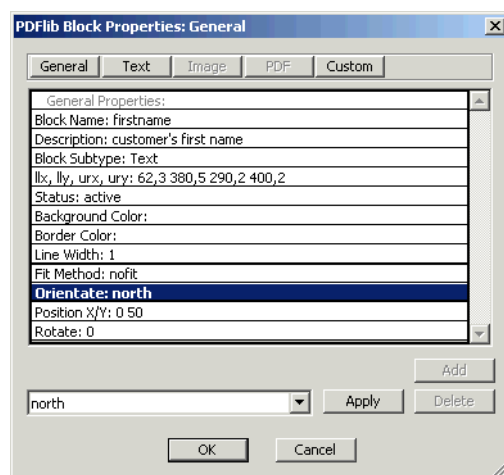 PDFlib Block Properties: General
General Text Image PDF Custom
General Properties:
Block Name: firstname
Description: customer's first name
Block Subtype: Text
llx, lly, urx, ury: 62,3 380,5 290,2 400,2
Status: active
Background Color:
Border Color:
Line Width: 1
Fit Method: nofit
Orientate: north
Position X/Y: 0 50
Rotate: 0
Add
north Apply Delete
OK Cancel